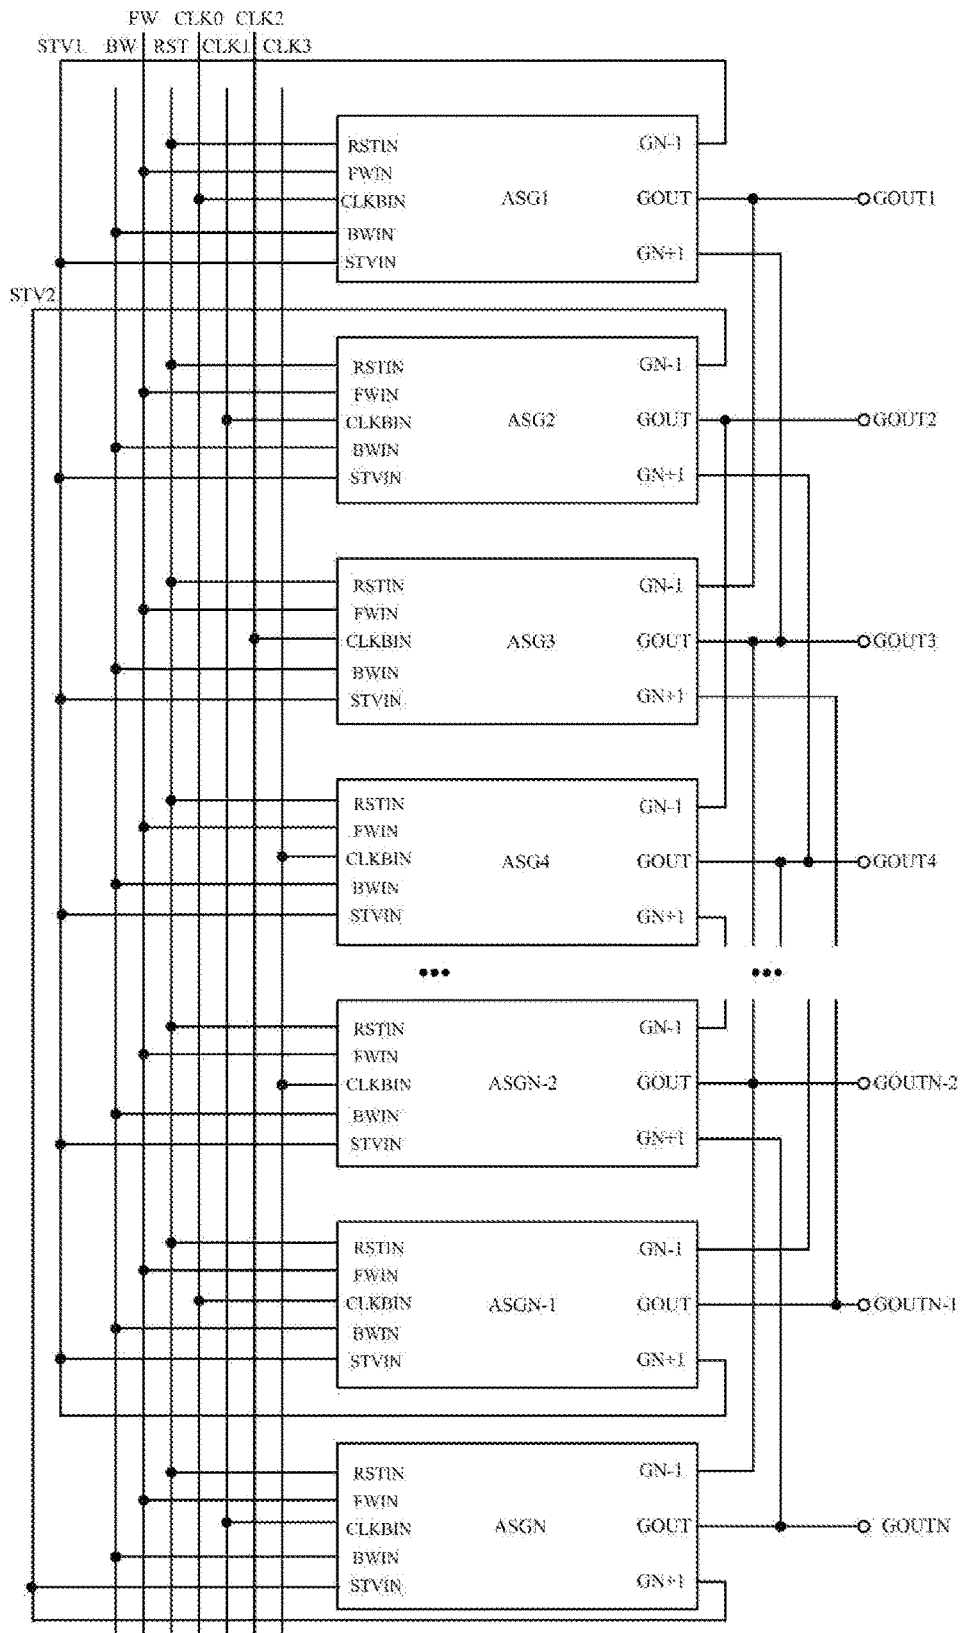 FW CLK0 CLK2
STV1 BW RST CLK1 CLK3
RSTIN GN-1
FWIN
CLKBIN ASG1 GOUT GOUT1
BWIN GN+1
STVIN
STV2
RSTIN GN-1
FWIN
CLKBIN ASG2 GOUT GOUT2
BWIN
STVIN GN+1
RSTIN GN-1
FWIN
CLKBIN ASG3 GOUT GOUT3
BWIN
STVIN GN+1
RSTIN GN-1
FWIN
CLKBIN ASG4 GOUT GOUT4
BWIN
STVIN GN+1
••• •••
RSTIN GN-1
FWIN
CLKBIN ASGN-2 GOUT GOUTN-2
BWIN
STVIN GN+1
RSTIN GN-1
FWIN
CLKBIN ASGN-1 GOUT GOUTN-1
BWIN
STVIN GN+1
RSTIN GN-1
FWIN
CLKBIN ASGN GOUT GOUTN
BWIN
STVIN GN+1